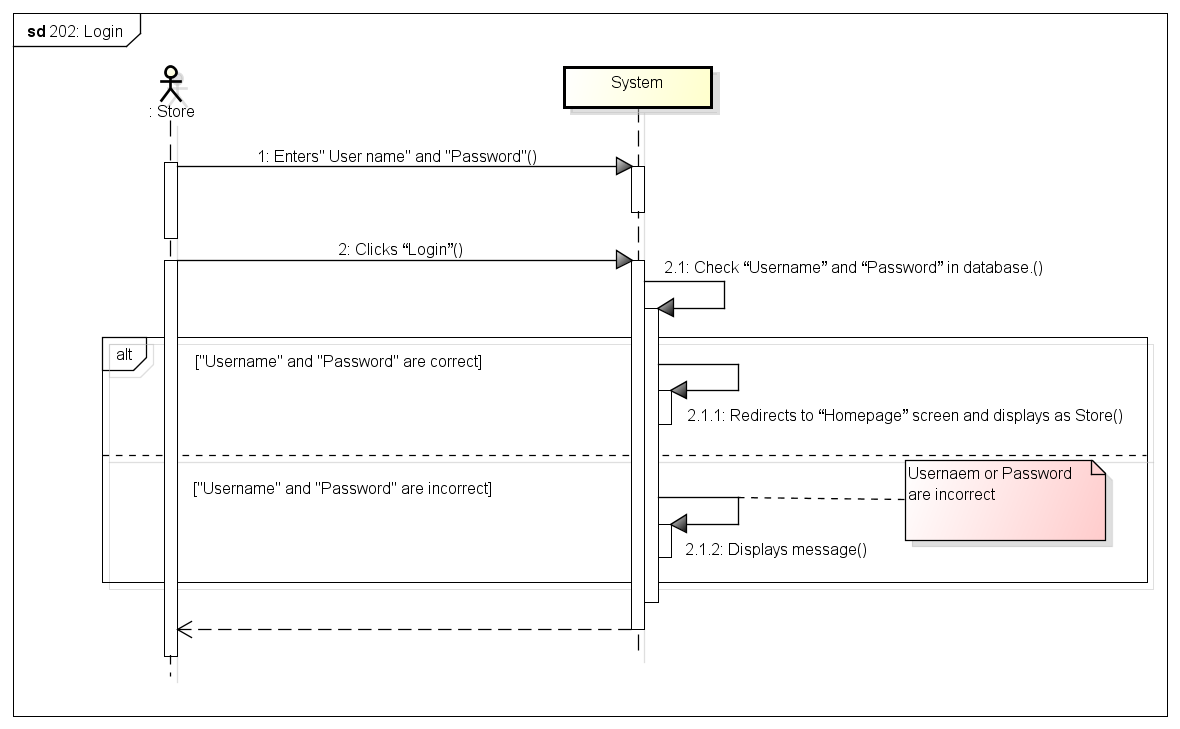 sd 202: Login
: Store
System
1: Enters" User name" and "Password"()
2: Clicks “Login”()
2.1: Check “Username” and “Password” in database.()
alt
["Username" and "Password" are correct]
2.1.1: Redirects to “Homepage” screen and displays as Store()
["Username" and "Password" are incorrect]
Usernaem or Password
are incorrect
2.1.2: Displays message()